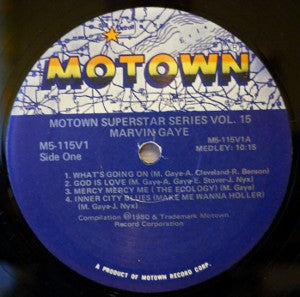 MOTOWN
MOTOWN SUPERSTAR SERIES VOL. 15
MARVIN GAYE
M5-115V1
Side One
M5-115V1A
MEDLEY: 10:15
1. WHAT'S GOING ON (M. Gaye-A. Cleveland-R. Benson)
2. GOD IS LOVE (M. Gaye-A. Gaye-E. Stover-J. Nyx)
3. MERCY MERCY ME (THE ECOLOGY) (M. Gaye)
4. INNER CITY BLUES (MAKE ME WANNA HOLLER)
(M. Gaye-J. Nyx)
Compilation ℗1980 & Trademark Motown
Record Corporation
A PRODUCT OF MOTOWN RECORD CORP.